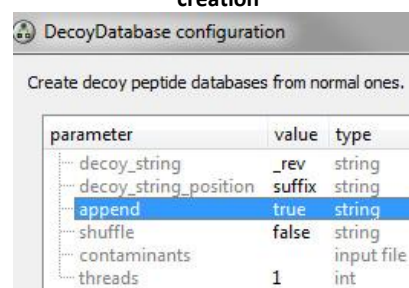 creation
DecoyDatabase configuration
Create decoy peptide databases from normal ones.
parameter value type
decoy_string _rev string
decoy_string_position suffix string
append true string
shuffle false string
contaminants input file
threads 1 int